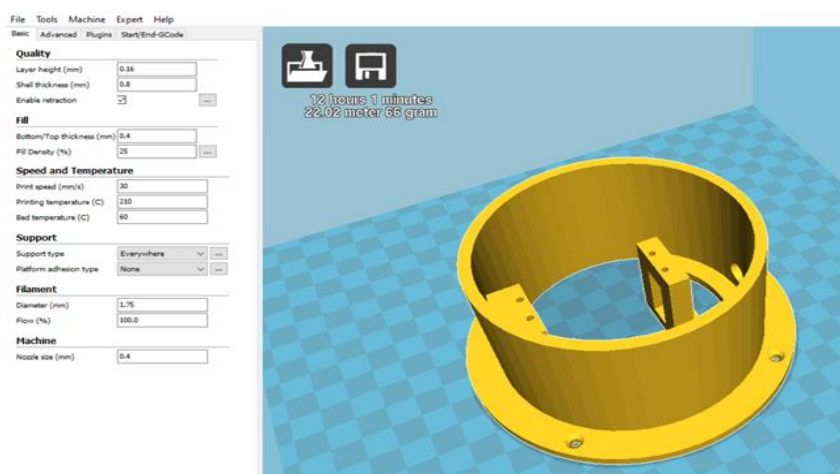 File Tools Machine Expert Help
Basic Advanced Plugins Start/End-GCode
Quality
Layer height (mm) 0.16
Shell thickness (mm) 0.8
Enable retraction ...
Fill
Bottom/Top thickness (mm) 0.4
Fill Density (%) 25 ...
Speed and Temperature
Print speed (mm/s) 30
Printing temperature (C) 210
Bed temperature (C) 60
Support
Support type Everywhere ...
Platform adhesion type None ...
Filament
Diameter (mm) 1.75
Flow (%) 100.0
Machine
Nozzle size (mm) 0.4
12 hours 1 minutes
22.02 meter 66 gram